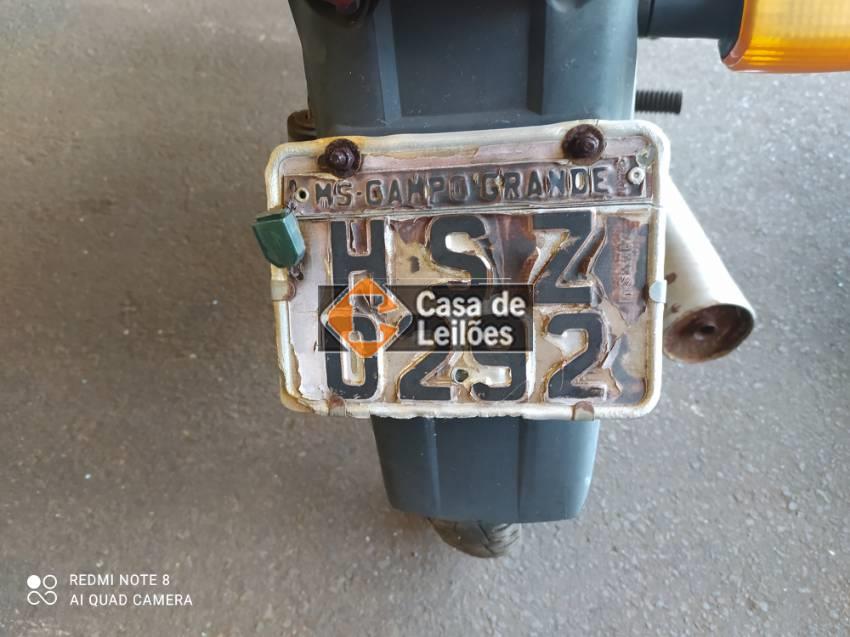 MS-CAMPO GRANDE
HSZ
Casa de
Leilões
REDMI NOTE 8
AI QUAD CAMERA